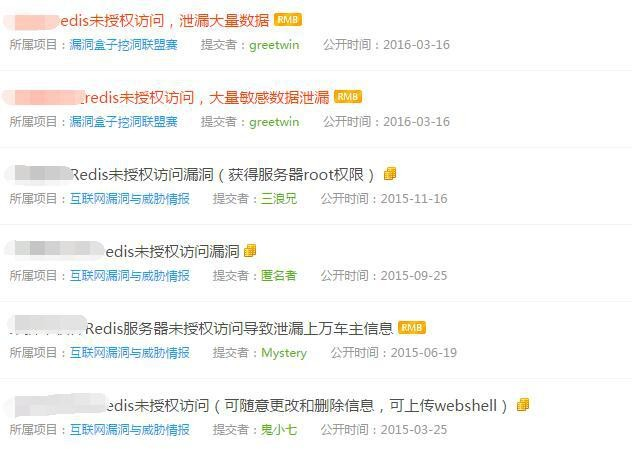 edis未授权访问，泄漏大量数据 RMB
所属项目：漏洞盒子挖洞联盟赛 提交者：greetwin 公开时间：2016-03-16
redis未授权访问，大量敏感数据泄漏 RMB
所属项目：漏洞盒子挖洞联盟赛 提交者：greetwin 公开时间：2016-03-16
Redis未授权访问漏洞（获得服务器root权限）
所属项目：互联网漏洞与威胁情报 提交者：三浪兄 公开时间：2015-11-16
edis未授权访问漏洞
所属项目：互联网漏洞与威胁情报 提交者：匿名者 公开时间：2015-09-25
Redis服务器未授权访问导致泄漏上万车主信息 RMB
所属项目：互联网漏洞与威胁情报 提交者：Mystery 公开时间：2015-06-19
edis未授权访问（可随意更改和删除信息，可上传webshell）
所属项目：互联网漏洞与威胁情报 提交者：鬼小七 公开时间：2015-03-25